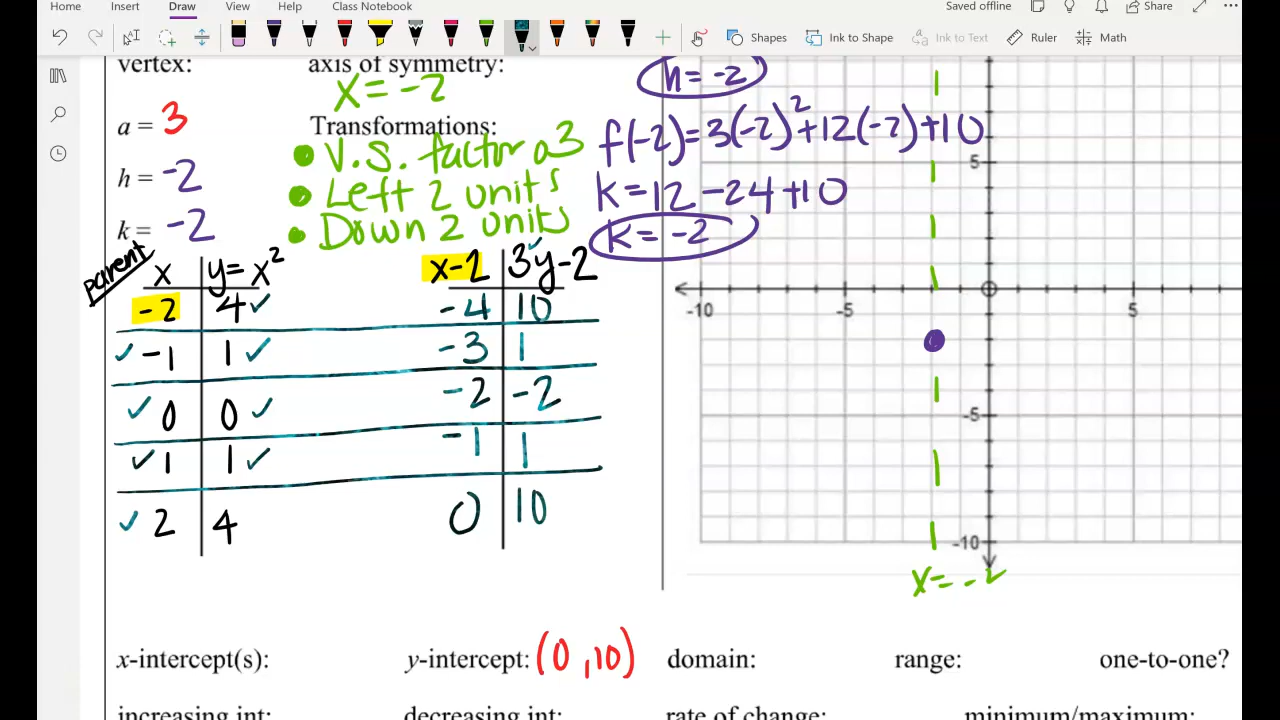 Home Insert Draw View Help Class Notebook Saved offline Share
Shapes Ink to Shape Ink to Text Ruler Math
vertex: axis of symmetry:
x = -2
a = 3 Transformations:
• V.S. factor a 3
h = -2 • Left 2 units
k = -2 • Down 2 units
h = -2
f(-2)=3(-2)²+12(-2)+10
k=12-24+10
k = -2
parent
x y=x² x-2 3y-2
-2 4 ✓ -4 10
✓ -1 1 ✓ -3 1
✓ 0 0 ✓ -2 -2
✓ 1 1 ✓ -1 1
✓ 2 4 0 10
5
-10 -5 5
-5
-10
x = -2
x-intercept(s): y-intercept: (0,10) domain: range: one-to-one?
increasing int: decreasing int: rate of change: minimum/maximum: